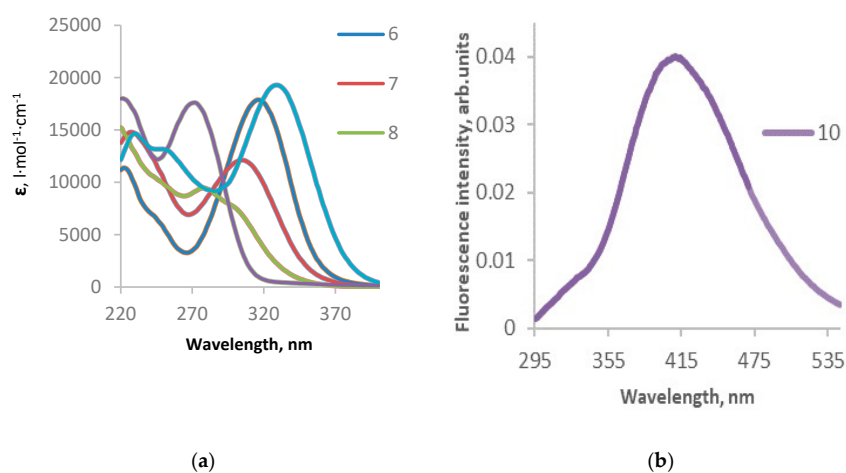 25000
20000
15000
10000
5000
0
220 270 320 370
ε, l·mol⁻¹·cm⁻¹
Wavelength, nm
6
7
8
(a)
b)
0.04
0.03
0.02
0.01
0
295 355 415 475 535
Fluorescence intensity, arb.units
Wavelength, nm
10
a)
(b)